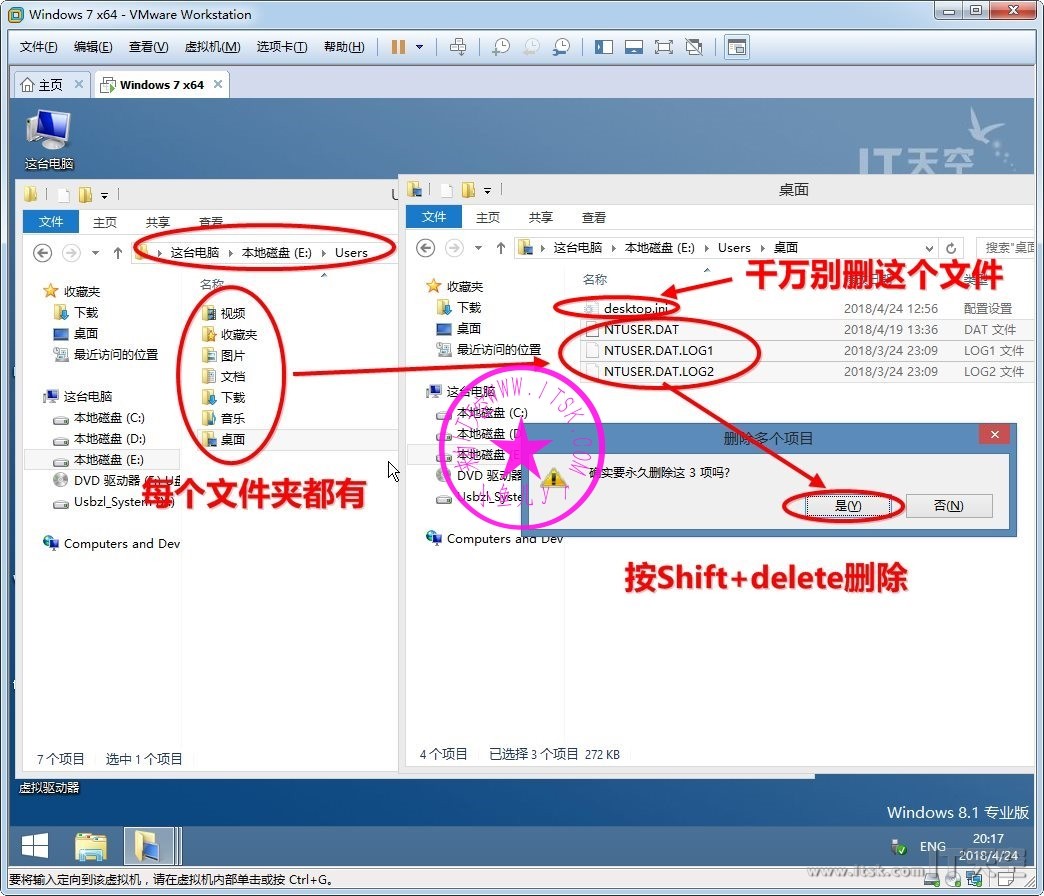 Windows 7 x64 - VMware Workstation
文件(F) 编辑(E) 查看(V) 虚拟机(M) 选项卡(T) 帮助(H)
主页 Windows 7 x64
这台电脑
IT天空
桌面
文件 主页 共享 查看
文件 主页 共享 查看
这台电脑 本地磁盘 (E:) Users
这台电脑 本地磁盘 (E:) Users 桌面
搜索"桌面
千万别删这个文件
收藏夹
下载
桌面
最近访问的位置
这台电脑
本地磁盘 (C:)
本地磁盘 (D:)
本地磁盘 (E:)
DVD 驱动器
Usbzl_System
Computers and Dev
名称
视频
收藏夹
图片
文档
下载
音乐
桌面
每个文件夹都有
7 个项目 选中 1 个项目
收藏夹
下载
桌面
最近访问的位置
这台电脑
本地磁盘 (C:)
本地磁盘
本地磁盘
DVD 驱动器
Usbzl_Syste
Computers and Dev
名称
desktop.ini 2018/4/24 12:56 配置设置
NTUSER.DAT 2018/4/19 13:36 DAT 文件
NTUSER.DAT.LOG1 2018/3/24 23:09 LOG1 文件
NTUSER.DAT.LOG2 2018/3/24 23:09 LOG2 文件
WWW.ITSK.COM
删除多个项目
确实要永久删除这 3 项吗?
是(Y) 否(N)
按Shift+delete删除
4 个项目 已选择 3 个项目 272 KB
虚拟驱动器
Windows 8.1 专业版
ENG
20:17
2018/4/24
IT天空
www.itsk.com
要将输入定向到该虚拟机，请在虚拟机内部单击或按 Ctrl+G。